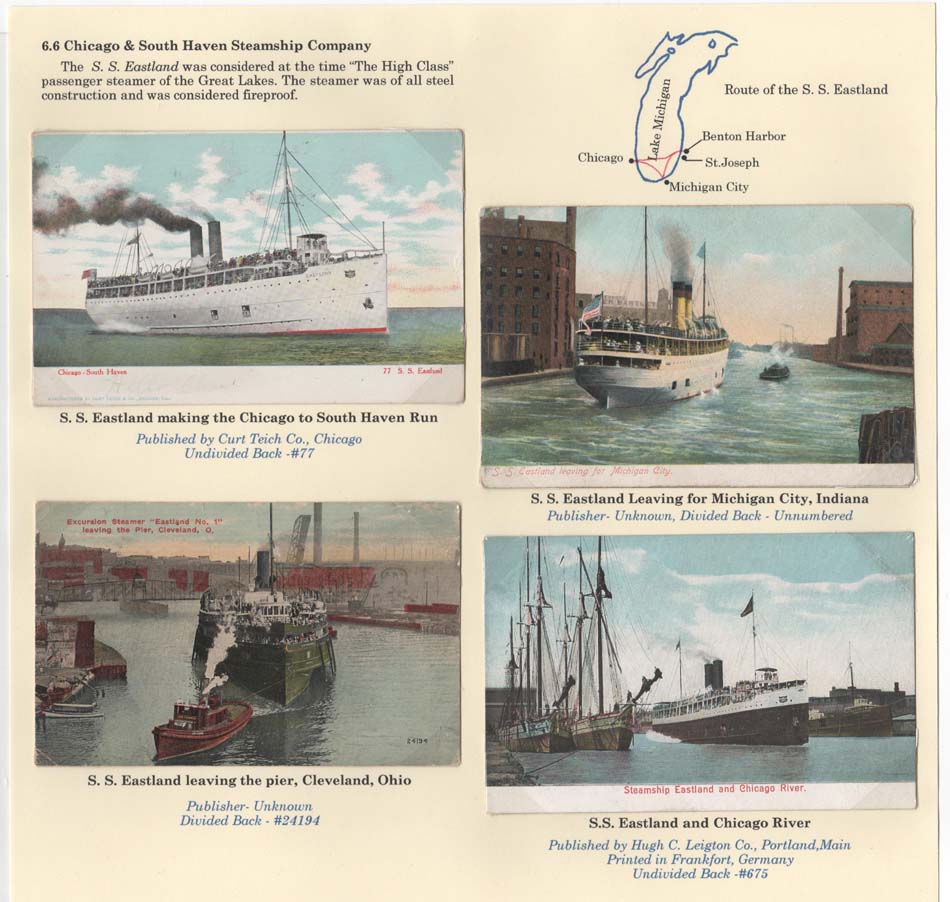 6.6 Chicago & South Haven Steamship Company
The S. S. Eastland was considered at the time “The High Class”
passenger steamer of the Great Lakes. The steamer was of all steel
construction and was considered fireproof.
Route of the S. S. Eastland
Lake Michigan
Benton Harbor
Chicago
St.Joseph
Michigan City
EASTLAND
Chicago - South Haven
77 S. S. Eastland
S. S. Eastland making the Chicago to South Haven Run
Published by Curt Teich Co., Chicago
Undivided Back -#77
S. S. Eastland leaving for Michigan City.
S. S. Eastland Leaving for Michigan City, Indiana
Publisher- Unknown, Divided Back - Unnumbered
Excursion Steamer "Eastland No. 1"
leaving the Pier, Cleveland, O.
24194
S. S. Eastland leaving the pier, Cleveland, Ohio
Publisher- Unknown
Divided Back - #24194
Steamship Eastland and Chicago River.
S.S. Eastland and Chicago River
Published by Hugh C. Leigton Co., Portland,Main
Printed in Frankfort, Germany
Undivided Back -#675